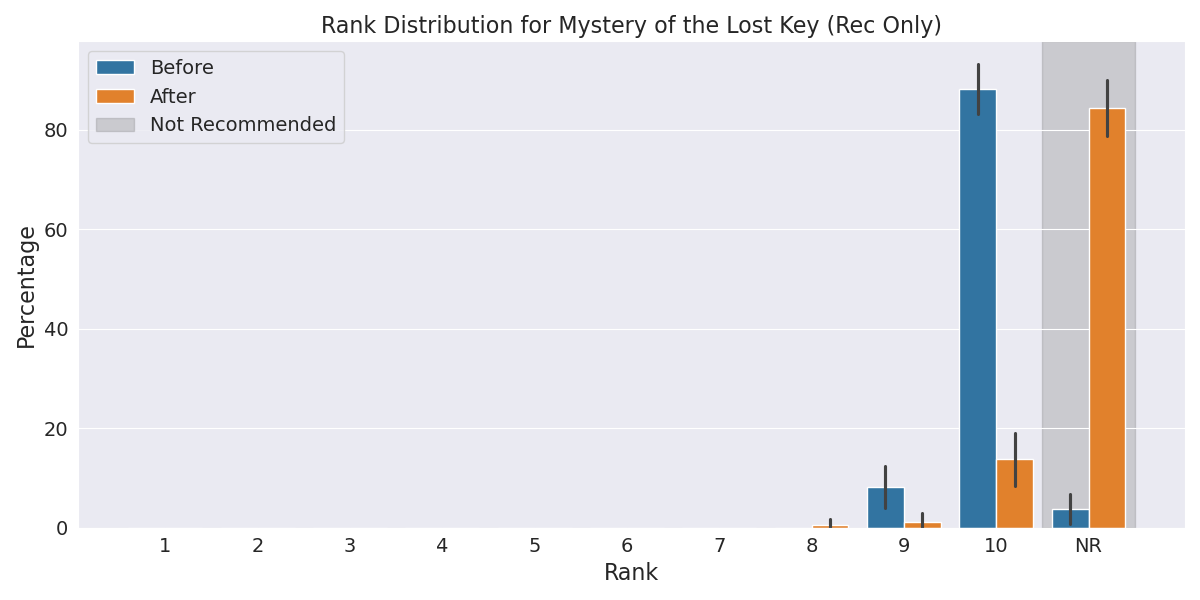 Rank Distribution for Mystery of the Lost Key (Rec Only)
Before
After
Not Recommended
Percentage
80
60
40
20
0
1 2 3 4 5 6 7 8 9 10 NR
Rank